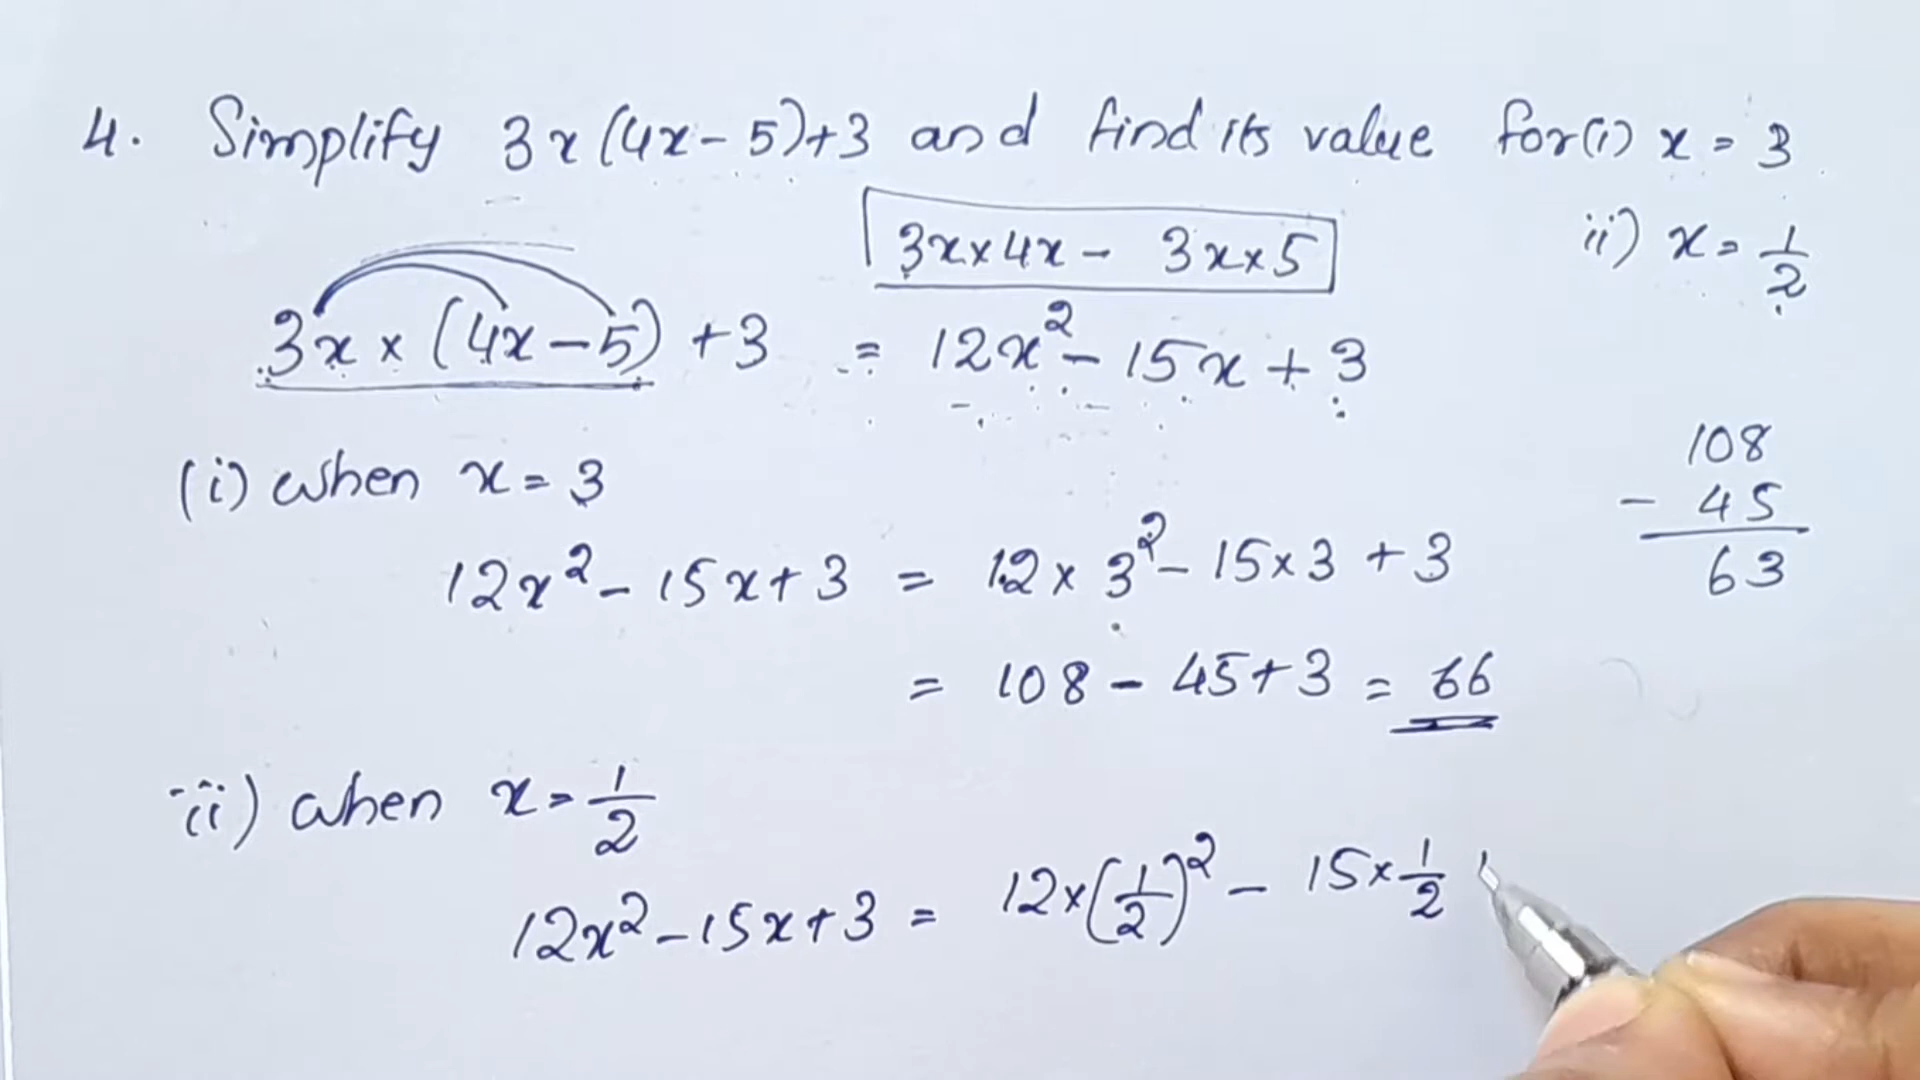 4. Simplify 3x(4x-5)+3 and find its value for(i) x = 3
ii) x = 1/2
3x×4x - 3x×5
3x × (4x-5) +3 = 12x² - 15x + 3
(i) when x = 3
12x² - 15x + 3 = 12 × 3² - 15×3 + 3
= 108 - 45 + 3 = 66
108
- 45
63
ii) when x = 1/2
12x² - 15x + 3 = 12×(1/2)² - 15×1/2